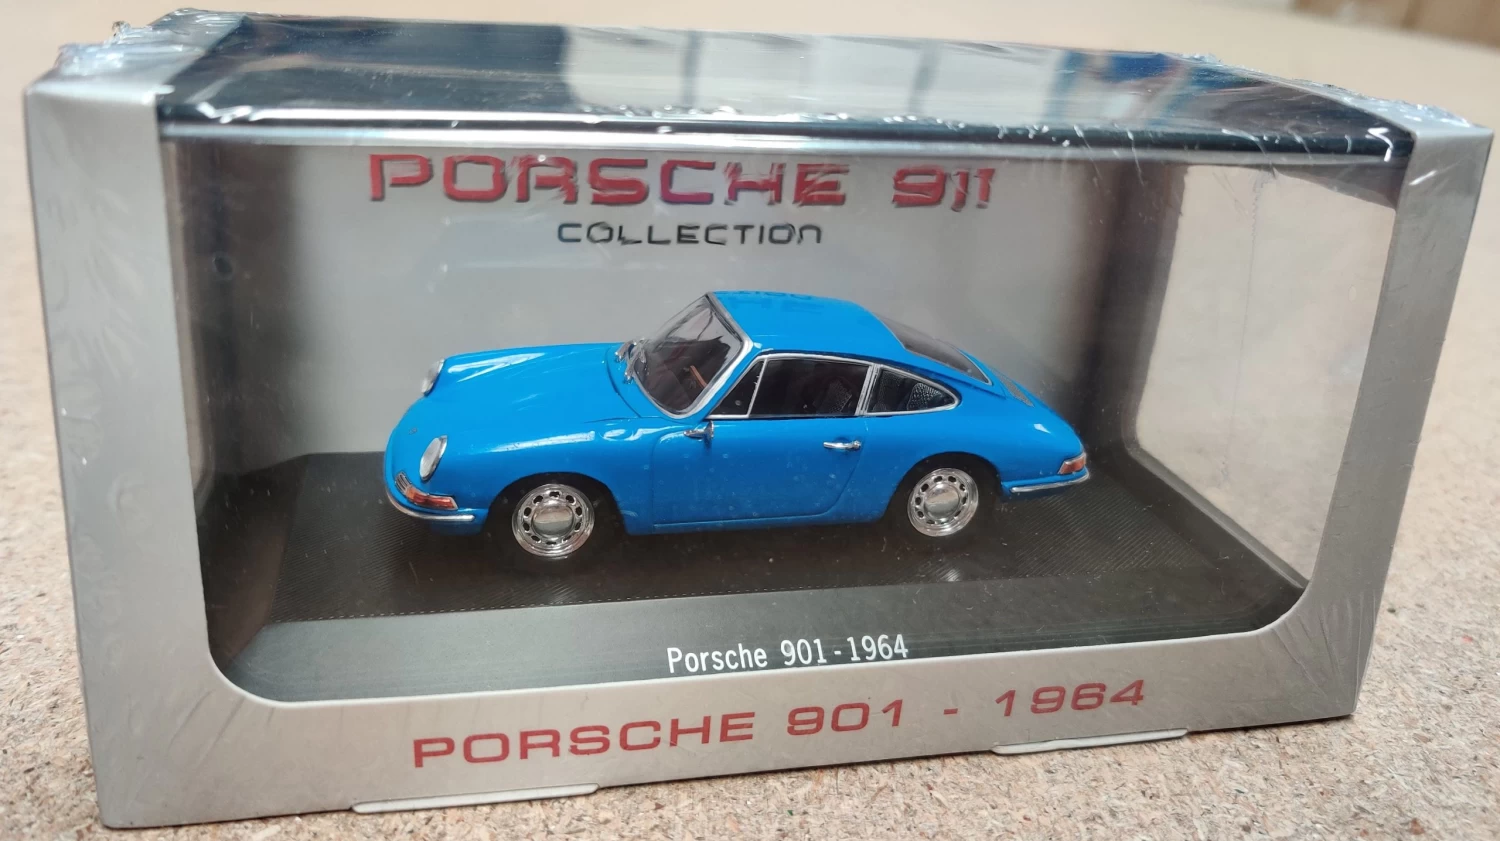 PORSCHE 911
COLLECTION
Porsche 901 - 1964
PORSCHE 901 - 1964